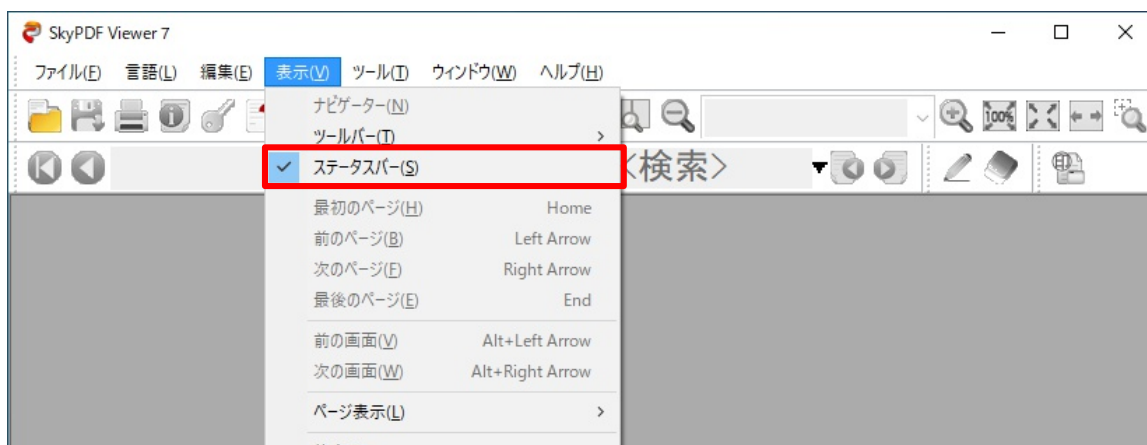 SkyPDF Viewer 7
ファイル(F) 言語(L) 編集(E) 表示(V) ツール(T) ウィンドウ(W) ヘルプ(H)
ナビゲーター(N)
100%
ツールバー(T)
ステータスバー(S)
<検索>
最初のページ(H) Home
前のページ(B) Left Arrow
次のページ(F) Right Arrow
最後のページ(E) End
前の画面(V) Alt+Left Arrow
次の画面(W) Alt+Right Arrow
ページ表示(L)